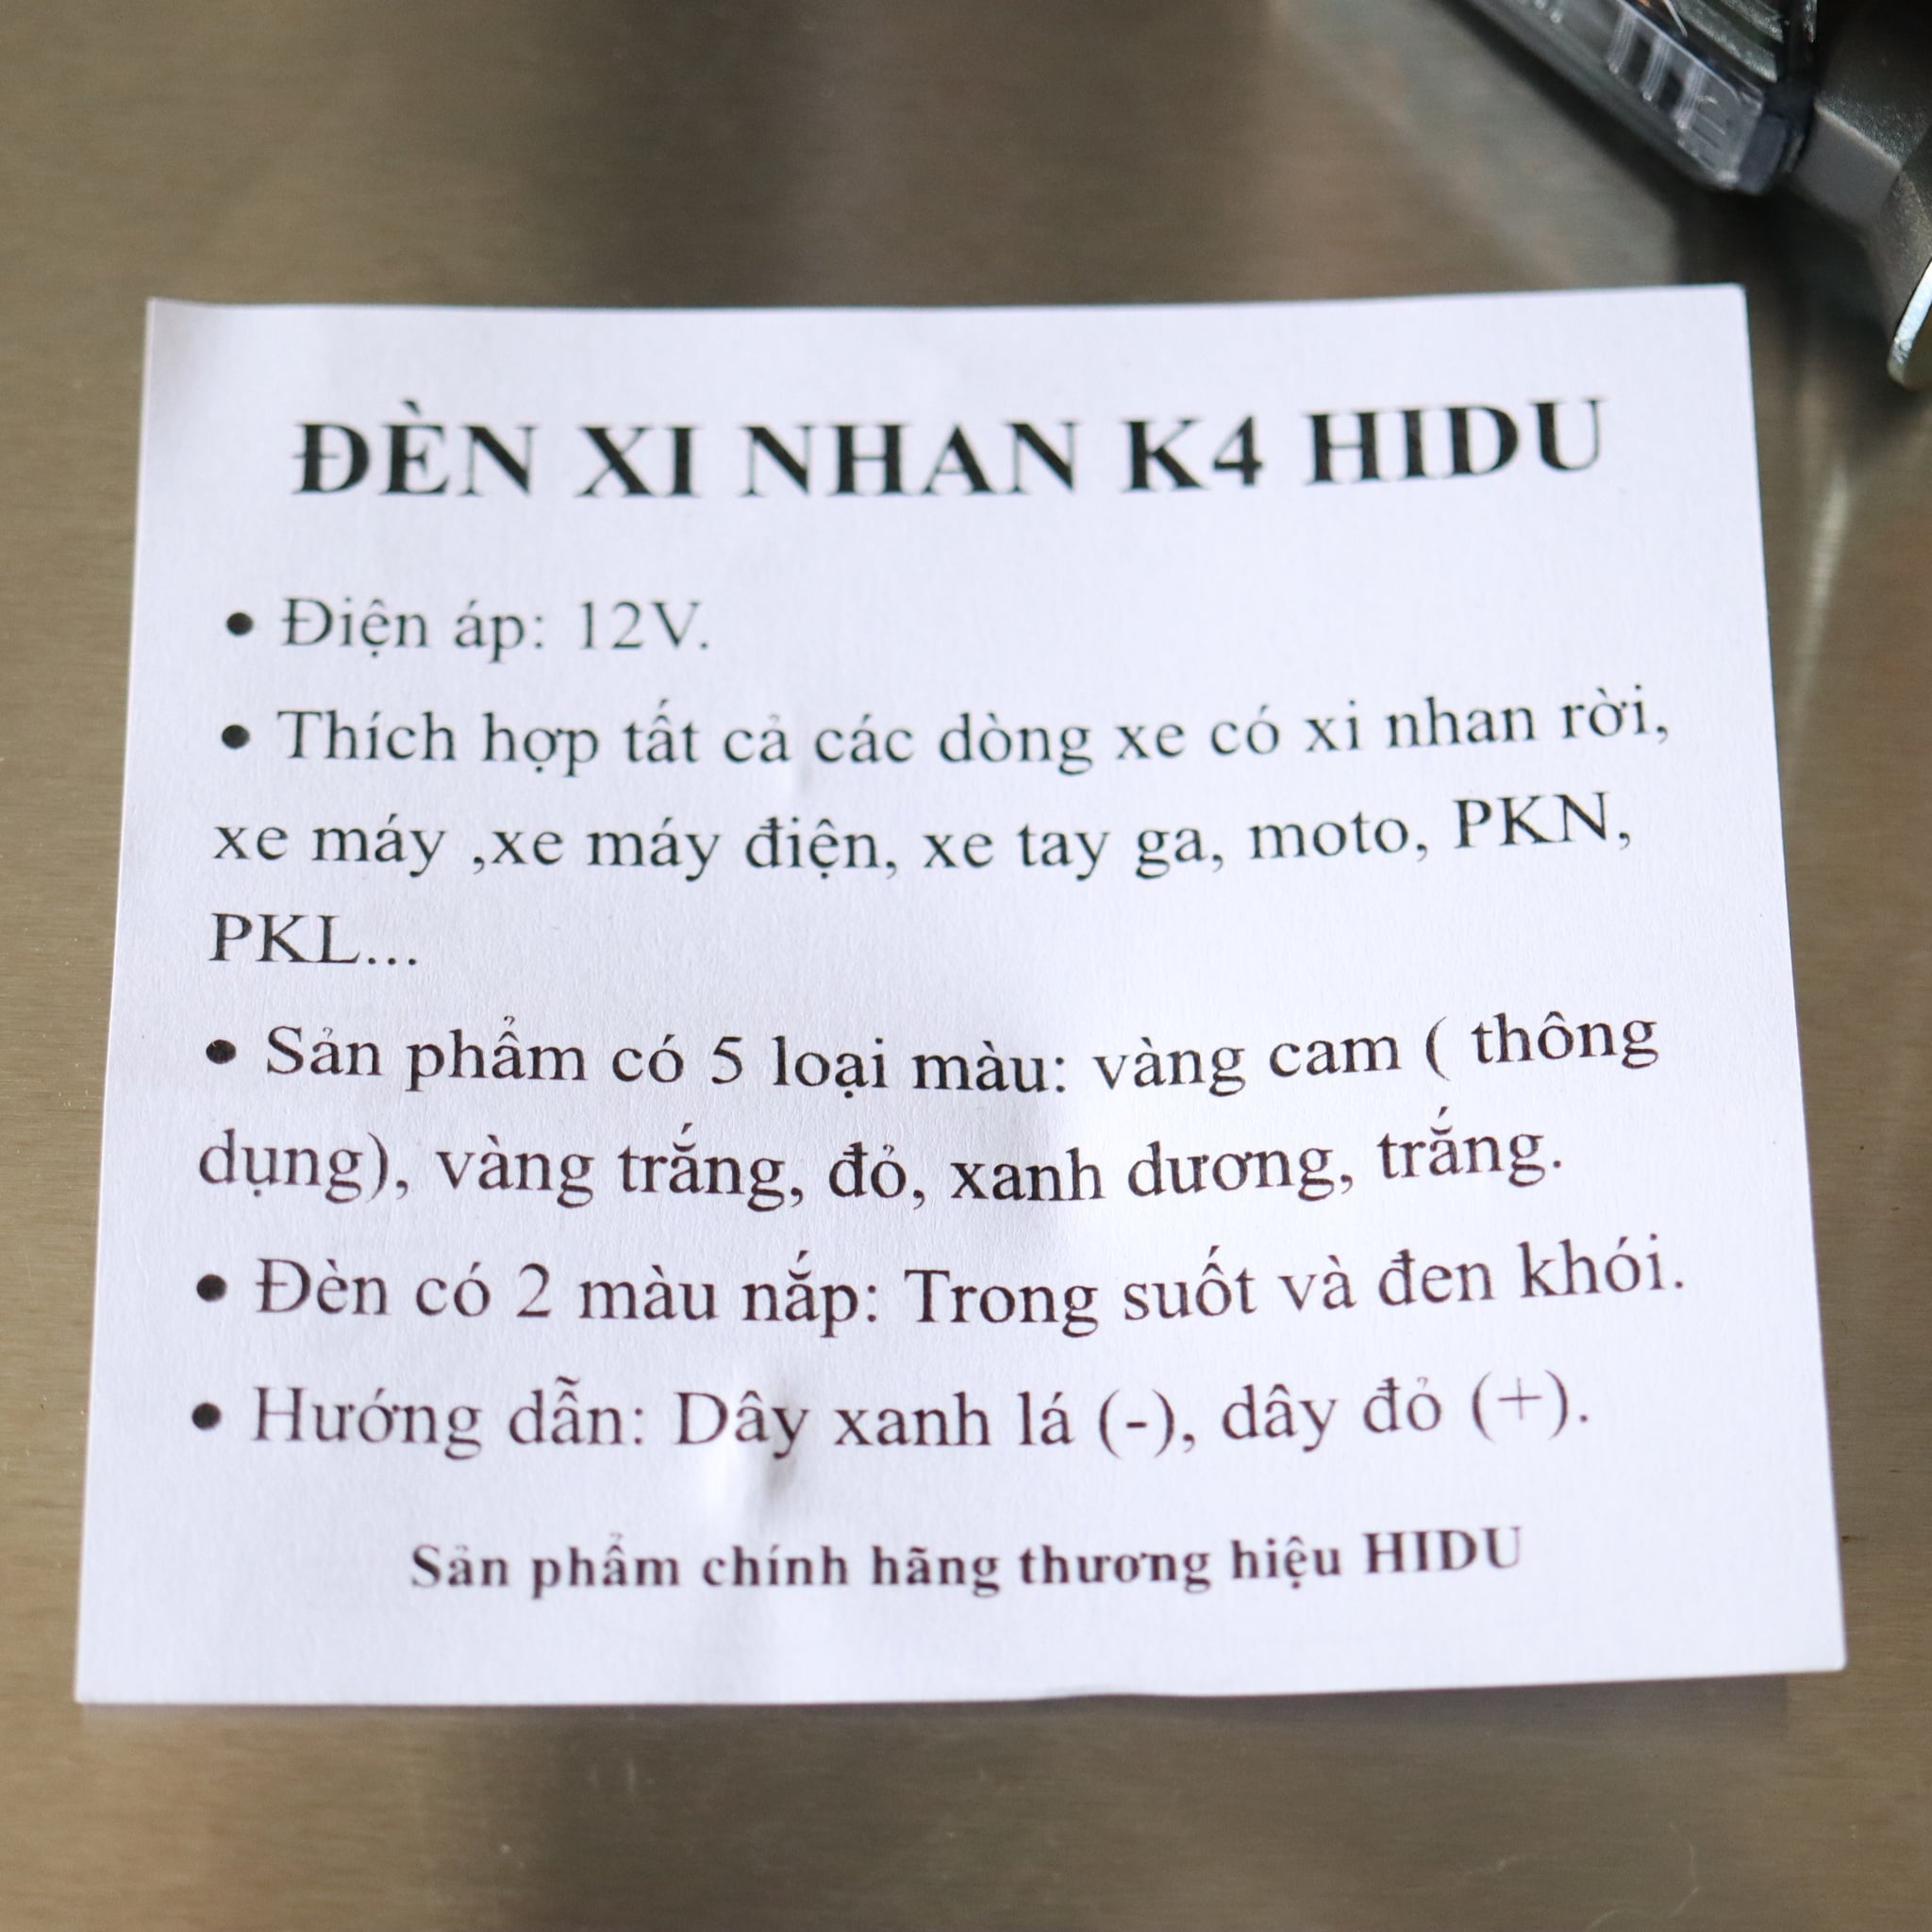 ĐÈN XI NHAN K4 HIDU
• Điện áp: 12V.
• Thích hợp tất cả các dòng xe có xi nhan rời,
xe máy ,xe máy điện, xe tay ga, moto, PKN,
PKL...
• Sản phẩm có 5 loại màu: vàng cam ( thông
dụng), vàng trắng, đỏ, xanh dương, trắng.
• Đèn có 2 màu nắp: Trong suốt và đen khói.
• Hướng dẫn: Dây xanh lá (-), dây đỏ (+).
Sản phẩm chính hãng thương hiệu HIDU